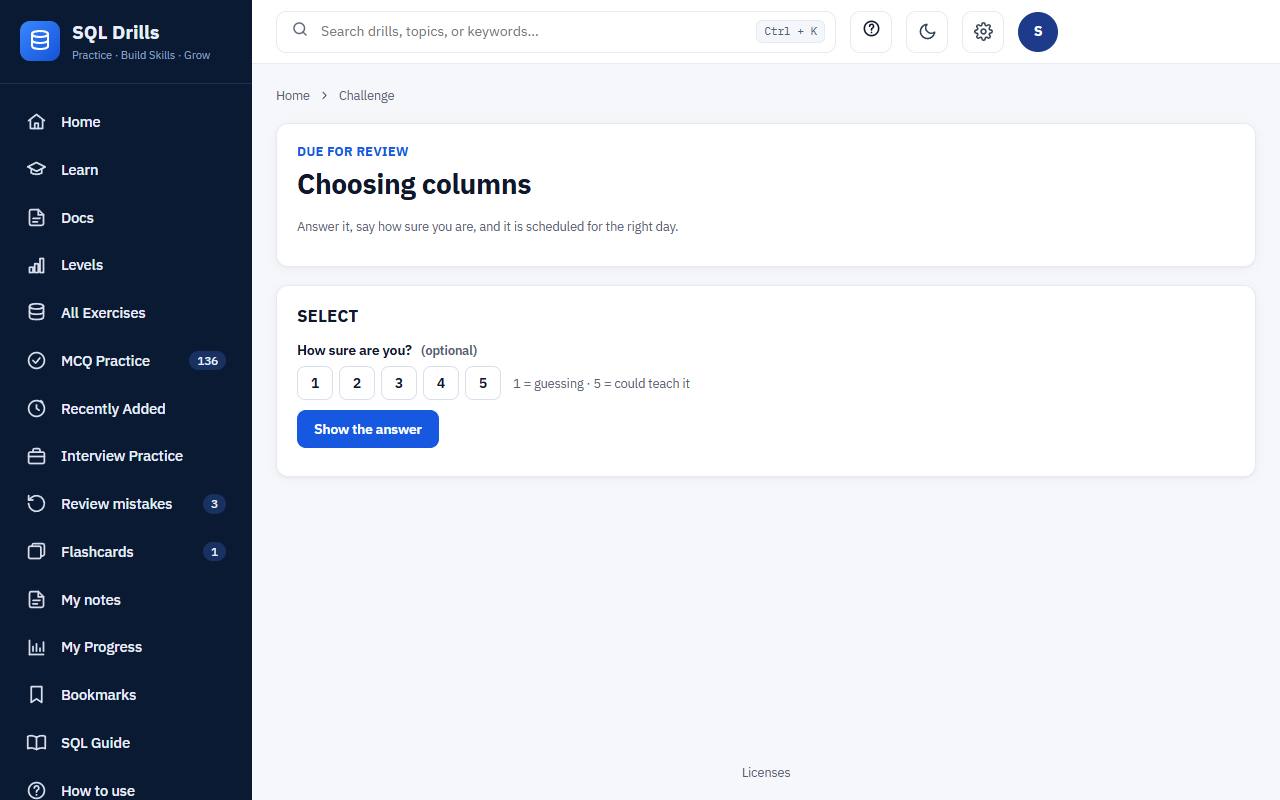 SQL Drills
Practice · Build Skills · Grow
Home
Learn
Docs
Levels
All Exercises
MCQ Practice 136
Recently Added
Interview Practice
Review mistakes 3
Flashcards 1
My notes
My Progress
Bookmarks
SQL Guide
How to use
Search drills, topics, or keywords... Ctrl + K
S
Home > Challenge
DUE FOR REVIEW
Choosing columns
Answer it, say how sure you are, and it is scheduled for the right day.
SELECT
How sure are you? (optional)
1 2 3 4 5 1 = guessing · 5 = could teach it
Show the answer
Licenses